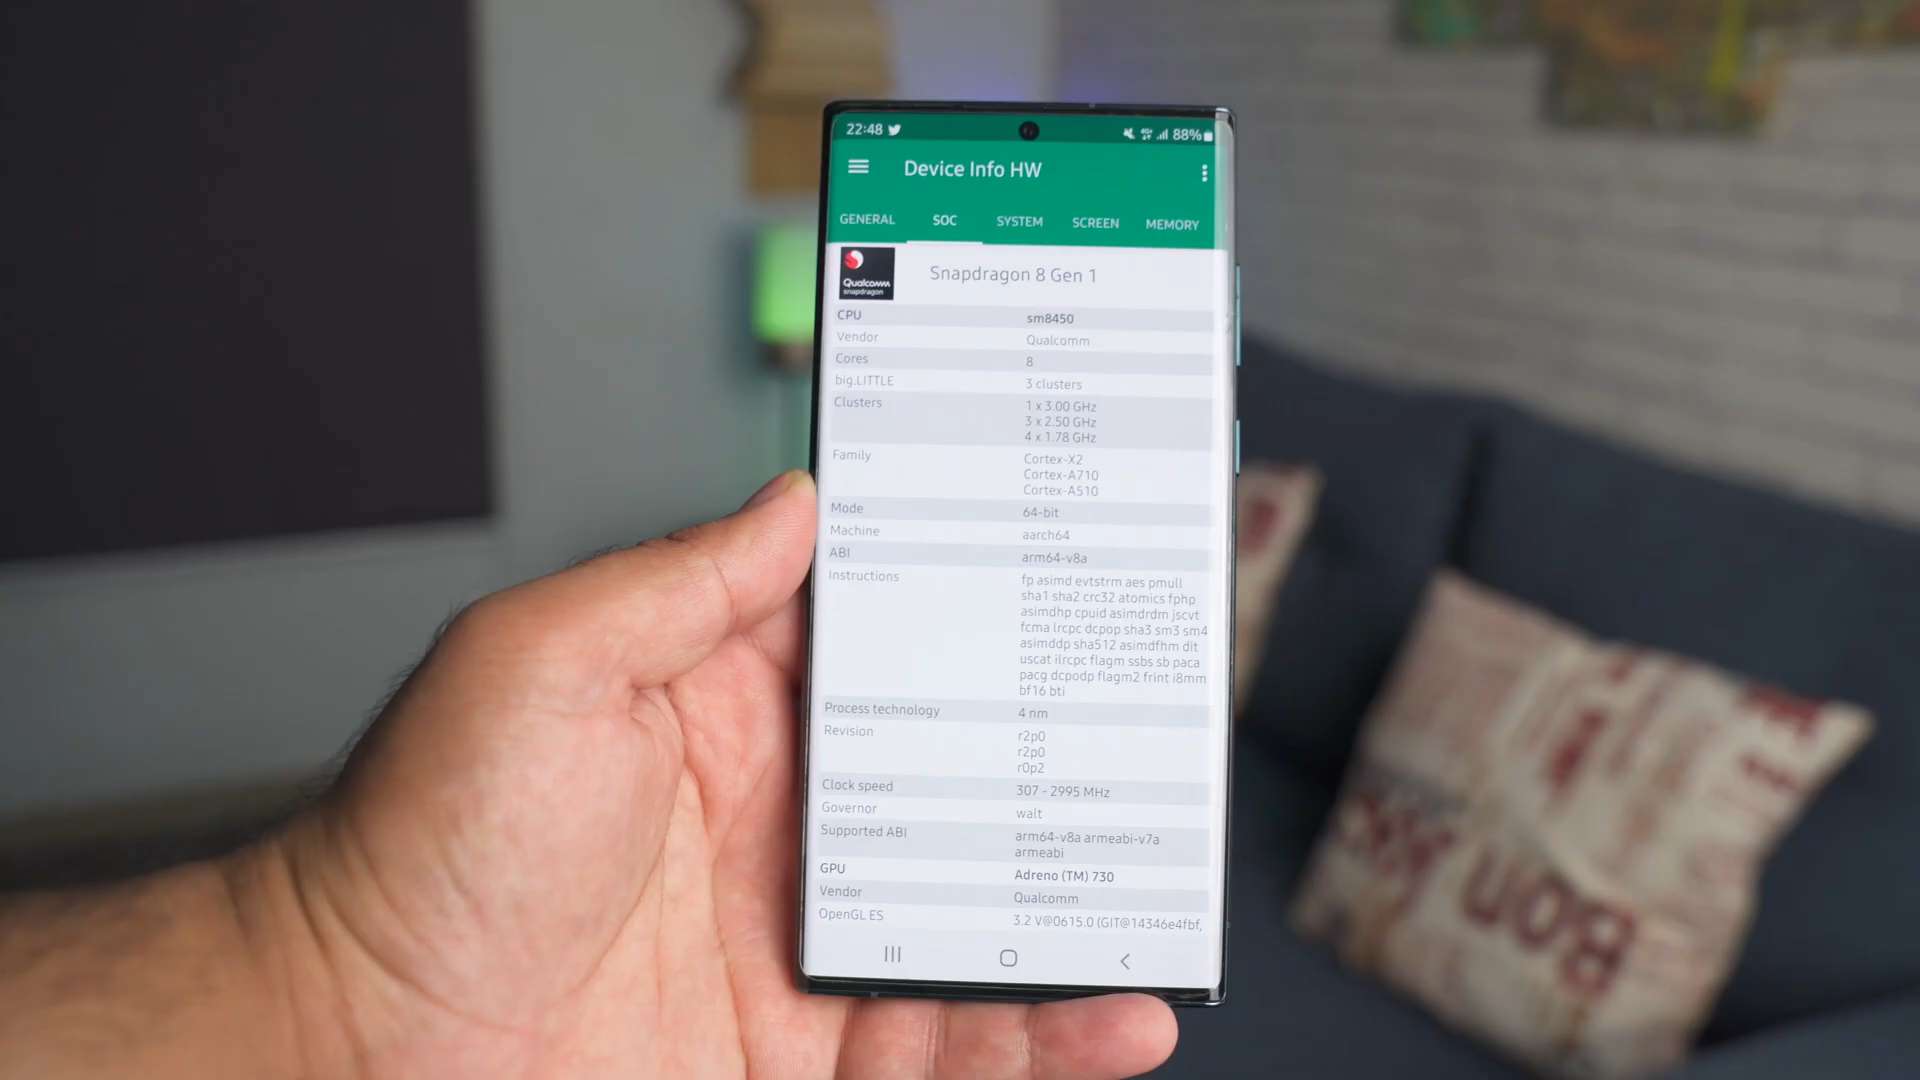 22:48 88%
Device Info HW
GENERAL SOC SYSTEM SCREEN MEMORY
Qualcomm
snapdragon
Snapdragon 8 Gen 1
CPU sm8450
Vendor Qualcomm
Cores 8
big.LITTLE 3 clusters
Clusters 1 x 3.00 GHz
3 x 2.50 GHz
4 x 1.78 GHz
Family Cortex-X2
Cortex-A710
Cortex-A510
Mode 64-bit
Machine aarch64
ABI arm64-v8a
Instructions fp asimd evtstrm aes pmull
sha1 sha2 crc32 atomics fphp
asimdhp cpuid asimdrdm jscvt
fcma lrcpc dcpop sha3 sm3 sm4
asimddp sha512 asimdfhm dit
uscat ilrcpc flagm ssbs sb paca
pacg dcpodp flagm2 frint i8mm
bf16 bti
Process technology 4 nm
Revision r2p0
r2p0
r0p2
Clock speed 307 - 2995 MHz
Governor walt
Supported ABI arm64-v8a armeabi-v7a
armeabi
GPU Adreno (TM) 730
Vendor Qualcomm
OpenGL ES 3.2 V@0615.0 (GIT@14346e4fbf,
Bon